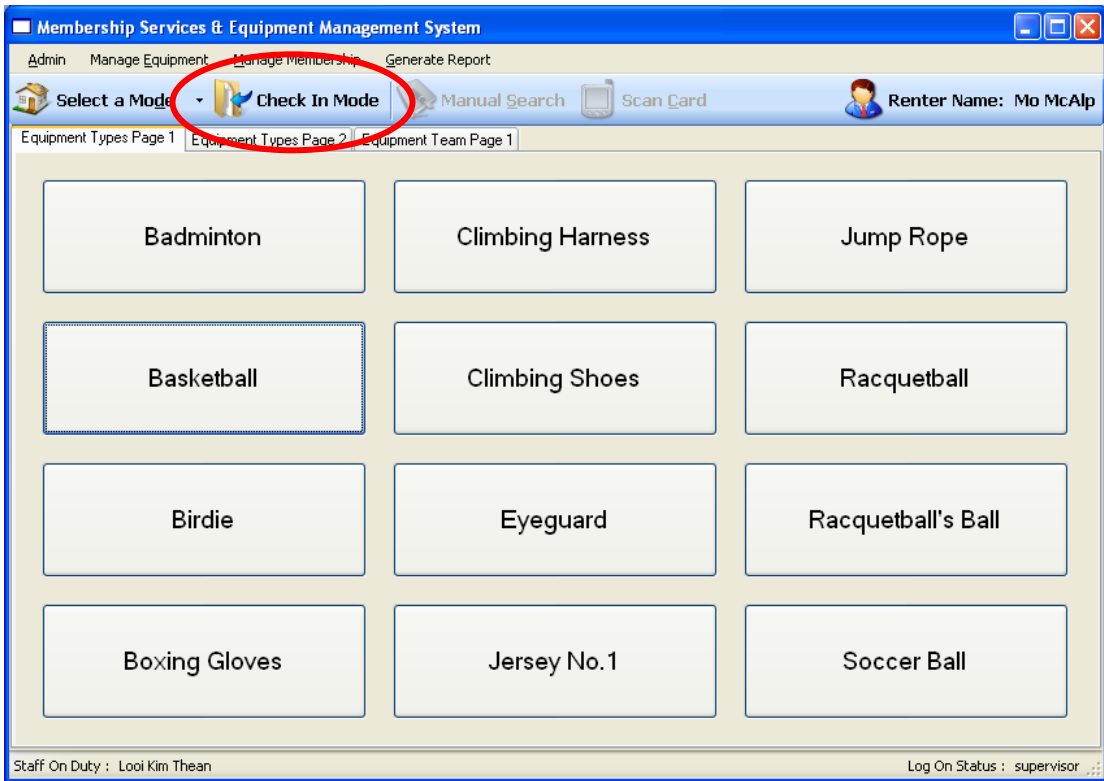 Membership Services & Equipment Management System
Admin Manage Equipment Manage Membership Generate Report
Select a Mode Check In Mode Manual Search Scan Card Renter Name: Mo McAlp
Equipment Types Page 1 Equipment Types Page 2 Equipment Team Page 1
Badminton Climbing Harness Jump Rope
Basketball Climbing Shoes Racquetball
Birdie Eyeguard Racquetball's Ball
Boxing Gloves Jersey No.1 Soccer Ball
Staff On Duty : Looi Kim Thean Log On Status : supervisor